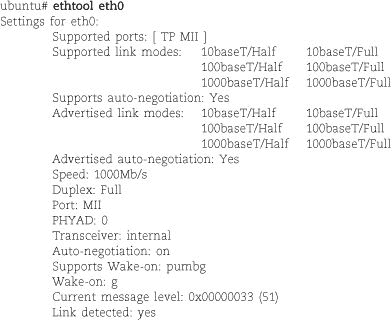 ubuntu# ethtool eth0
Settings for eth0:
Supported ports: [ TP MII ]
Supported link modes: 10baseT/Half 10baseT/Full
100baseT/Half 100baseT/Full
1000baseT/Half 1000baseT/Full
Supports auto-negotiation: Yes
Advertised link modes: 10baseT/Half 10baseT/Full
100baseT/Half 100baseT/Full
1000baseT/Half 1000baseT/Full
Advertised auto-negotiation: Yes
Speed: 1000Mb/s
Duplex: Full
Port: MII
PHYAD: 0
Transceiver: internal
Auto-negotiation: on
Supports Wake-on: pumbg
Wake-on: g
Current message level: 0x00000033 (51)
Link detected: yes